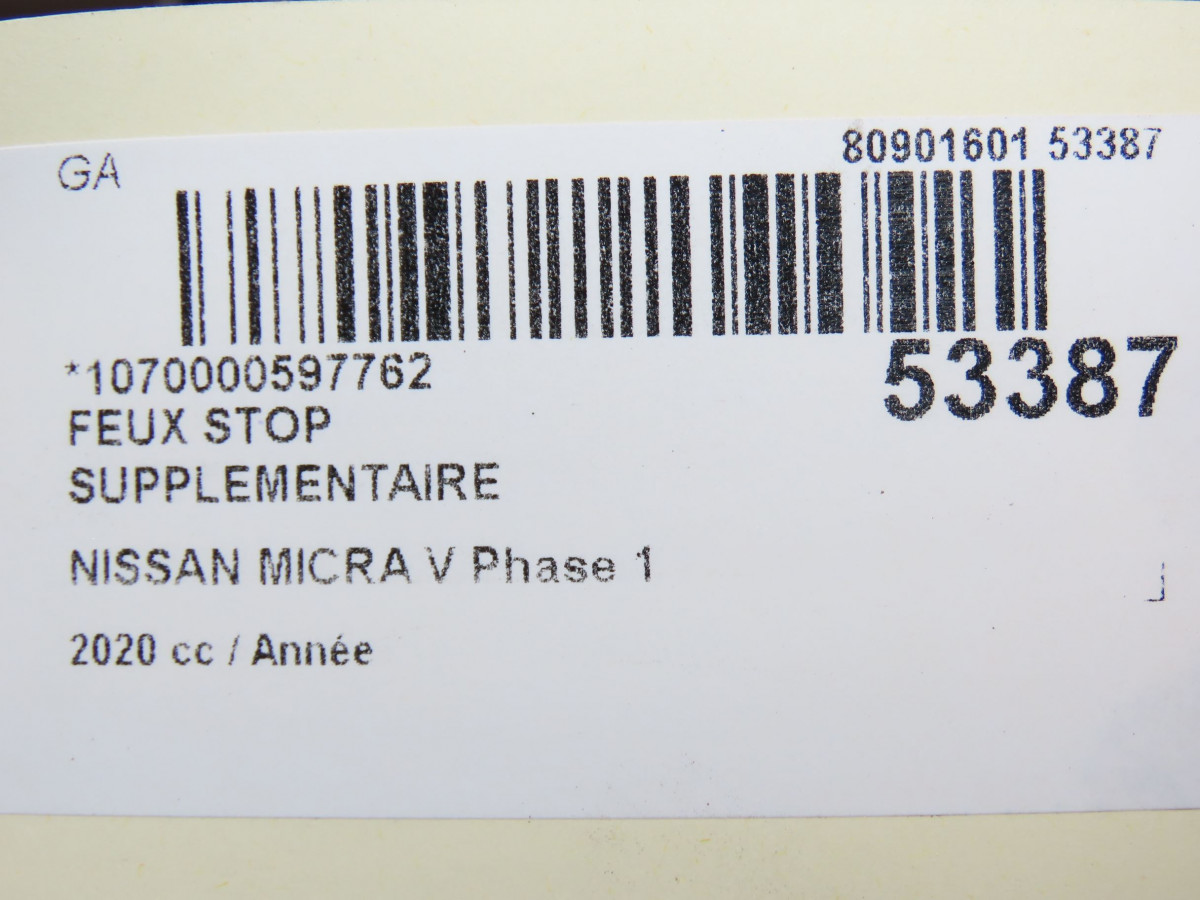 GA
80901601 53387
*1070000597762
53387
FEUX STOP
SUPPLEMENTAIRE
NISSAN MICRA V Phase 1
2020 cc / Année